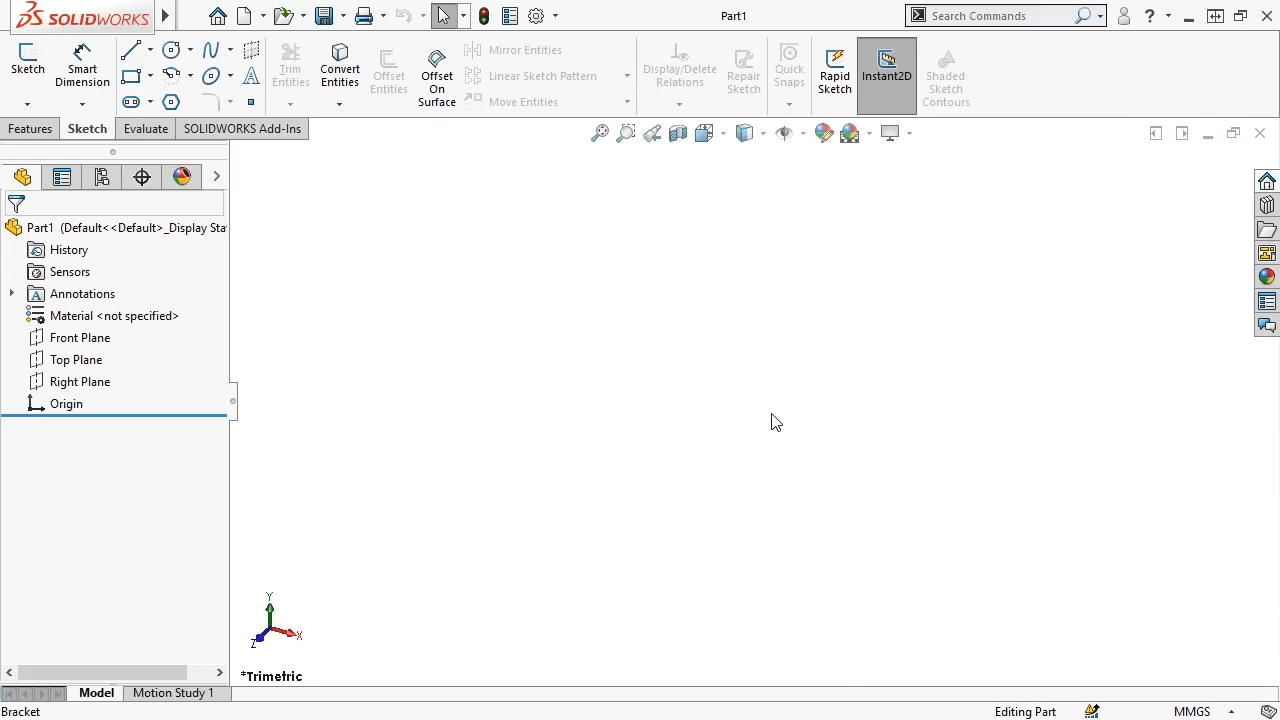 SOLIDWORKS
Part1
Search Commands
?
Sketch
Smart Dimension
Trim Entities
Convert Entities
Offset Entities
Offset On Surface
Mirror Entities
Linear Sketch Pattern
Move Entities
Display/Delete Relations
Repair Sketch
Quick Snaps
Rapid Sketch
Instant2D
Shaded Sketch Contours
Features
Sketch
Evaluate
SOLIDWORKS Add-Ins
Part1 (Default<<Default>_Display Sta
History
Sensors
Annotations
Material <not specified>
Front Plane
Top Plane
Right Plane
Origin
Y
X
Z
*Trimetric
Model
Motion Study 1
Bracket
Editing Part
MMGS